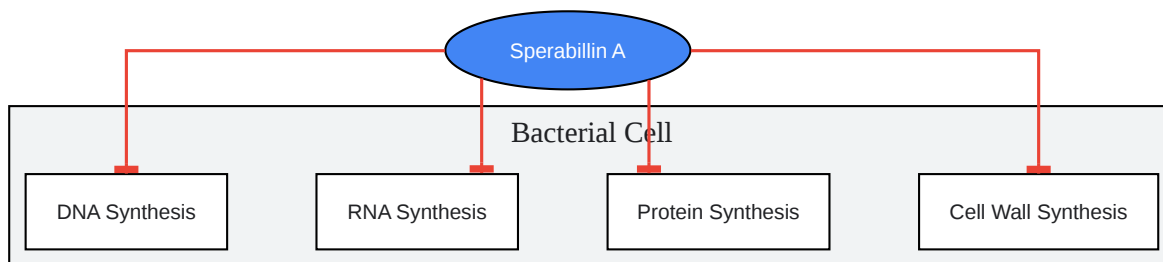 Sperabillin A
Bacterial Cell
DNA Synthesis
RNA Synthesis
Protein Synthesis
Cell Wall Synthesis